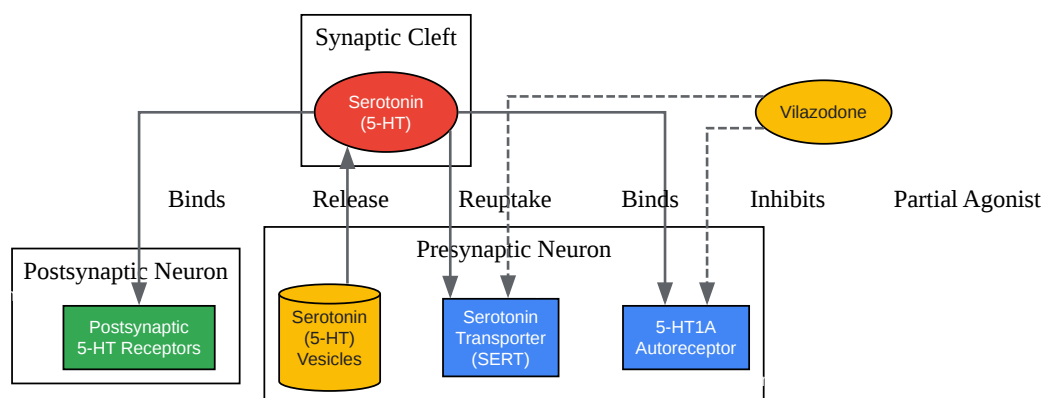 Synaptic Cleft
Serotonin
(5-HT)
Vilazodone
Binds
Release
Reuptake
Binds
Inhibits
Partial Agonist
Postsynaptic Neuron
Presynaptic Neuron
Postsynaptic
5-HT Receptors
Serotonin
(5-HT)
Vesicles
Serotonin
Transporter
(SERT)
5-HT1A
Autoreceptor